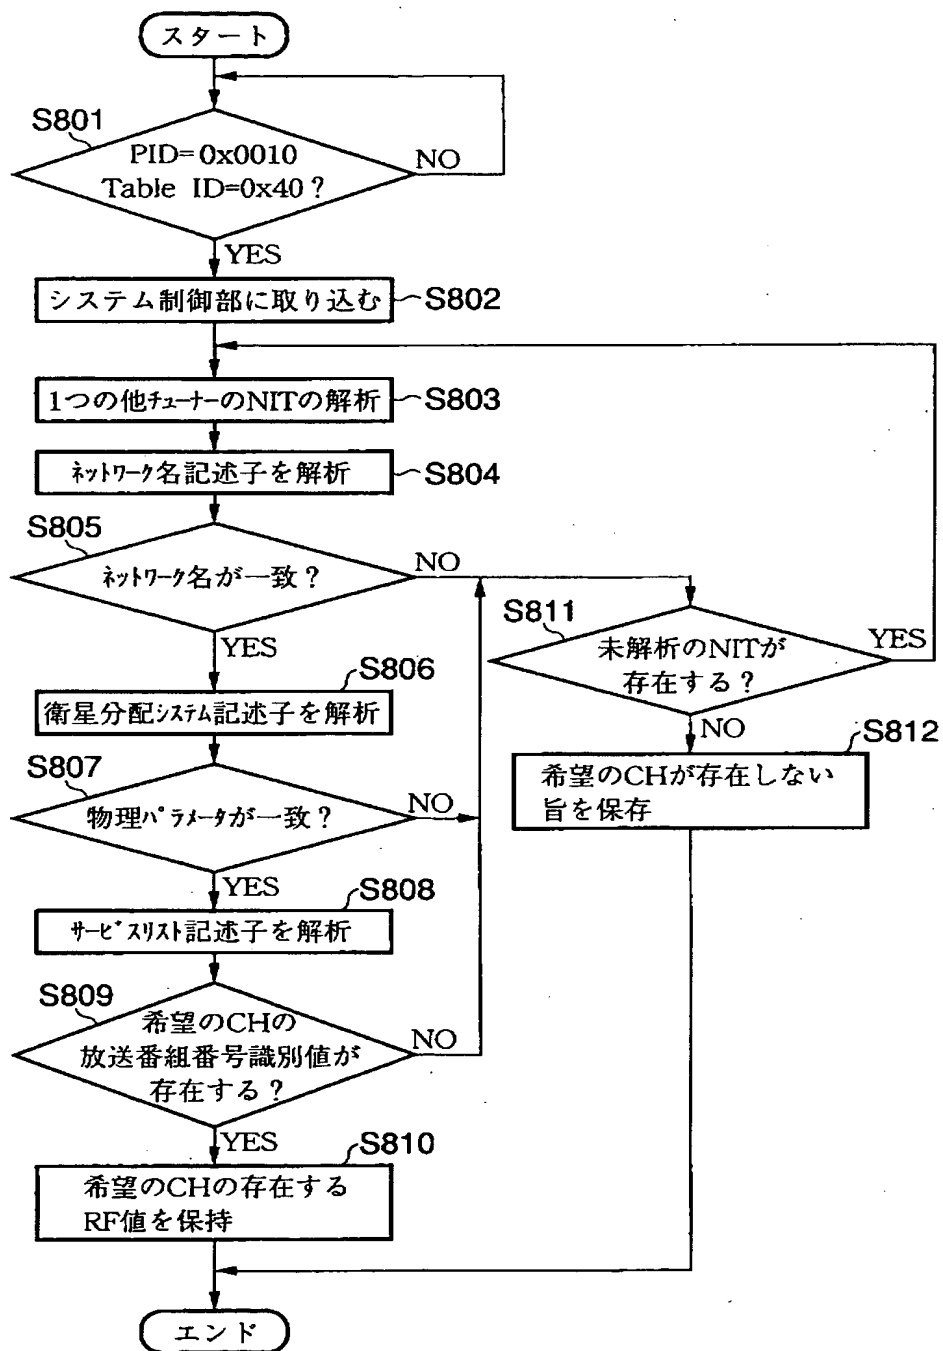 スタート
S801
PID=0x0010
Table ID=0x40？
NO
YES
システム制御部に取り込む
S802
1つの他チューナーのNITの解析
S803
ネットワーク名記述子を解析
S804
S805
ネットワーク名が一致？
NO
YES
S806
衛星分配システム記述子を解析
S807
物理パラメータが一致？
NO
YES
S808
サービスリスト記述子を解析
S809
希望のCHの
放送番組番号識別値が
存在する？
NO
YES
S810
希望のCHの存在する
RF値を保持
S811
未解析のNITが
存在する？
YES
NO
S812
希望のCHが存在しない
旨を保存
エンド